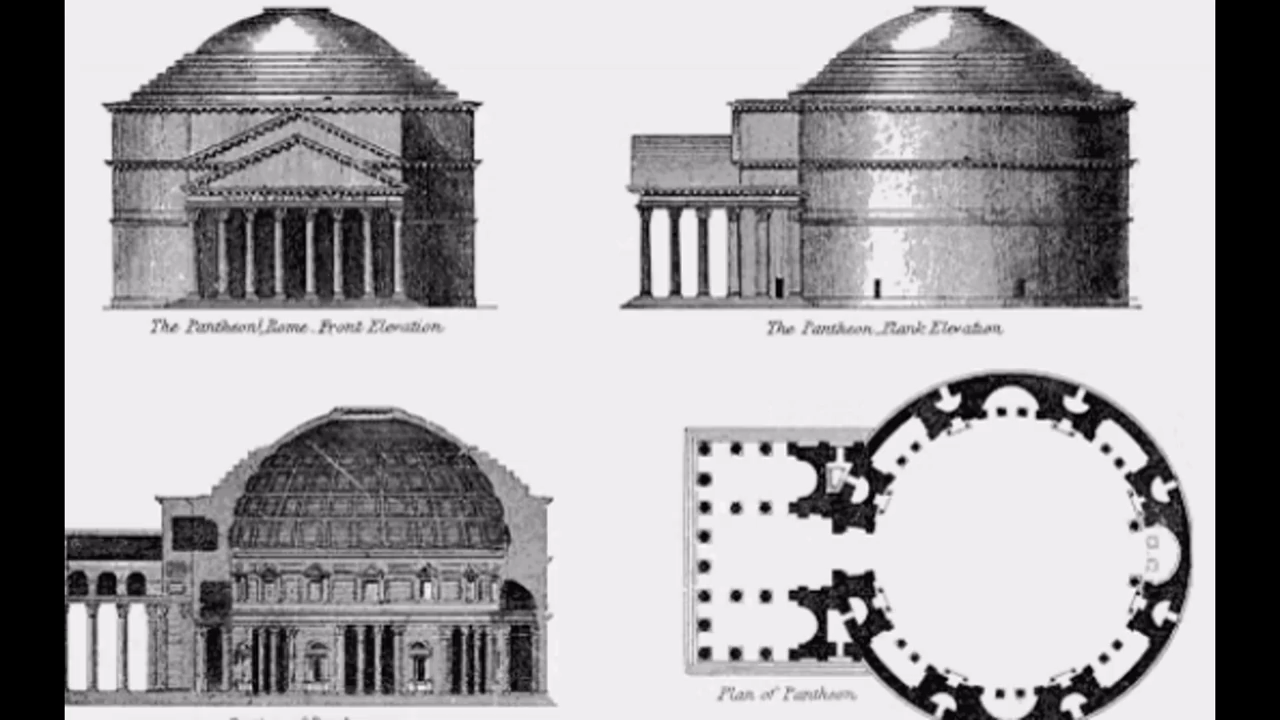 The Pantheon, Rome. Front Elevation
The Pantheon, Flank Elevation
Plan of Pantheon